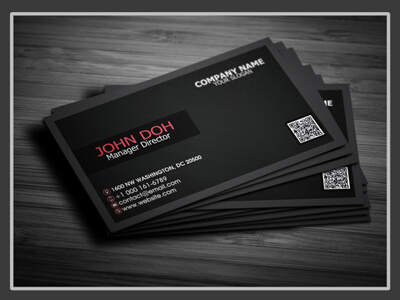 COMPANY NAME
YOUR SLOGAN
JOHN DOH
Manager Director
1600 NW WASHINGTON, DC 20500
+1 000 161-6789
contact@email.com
www.website.com